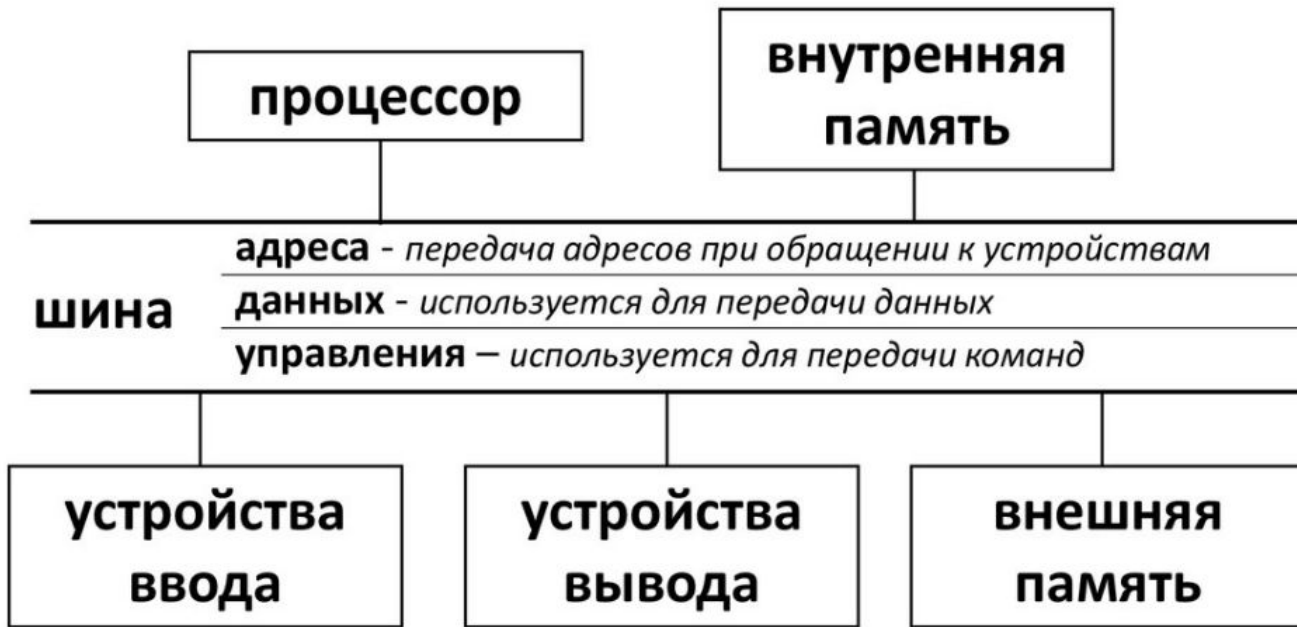 процессор
внутренняя
память
шина
адреса - передача адресов при обращении к устройствам
данных - используется для передачи данных
управления – используется для передачи команд
устройства
ввода
устройства
вывода
внешняя
память